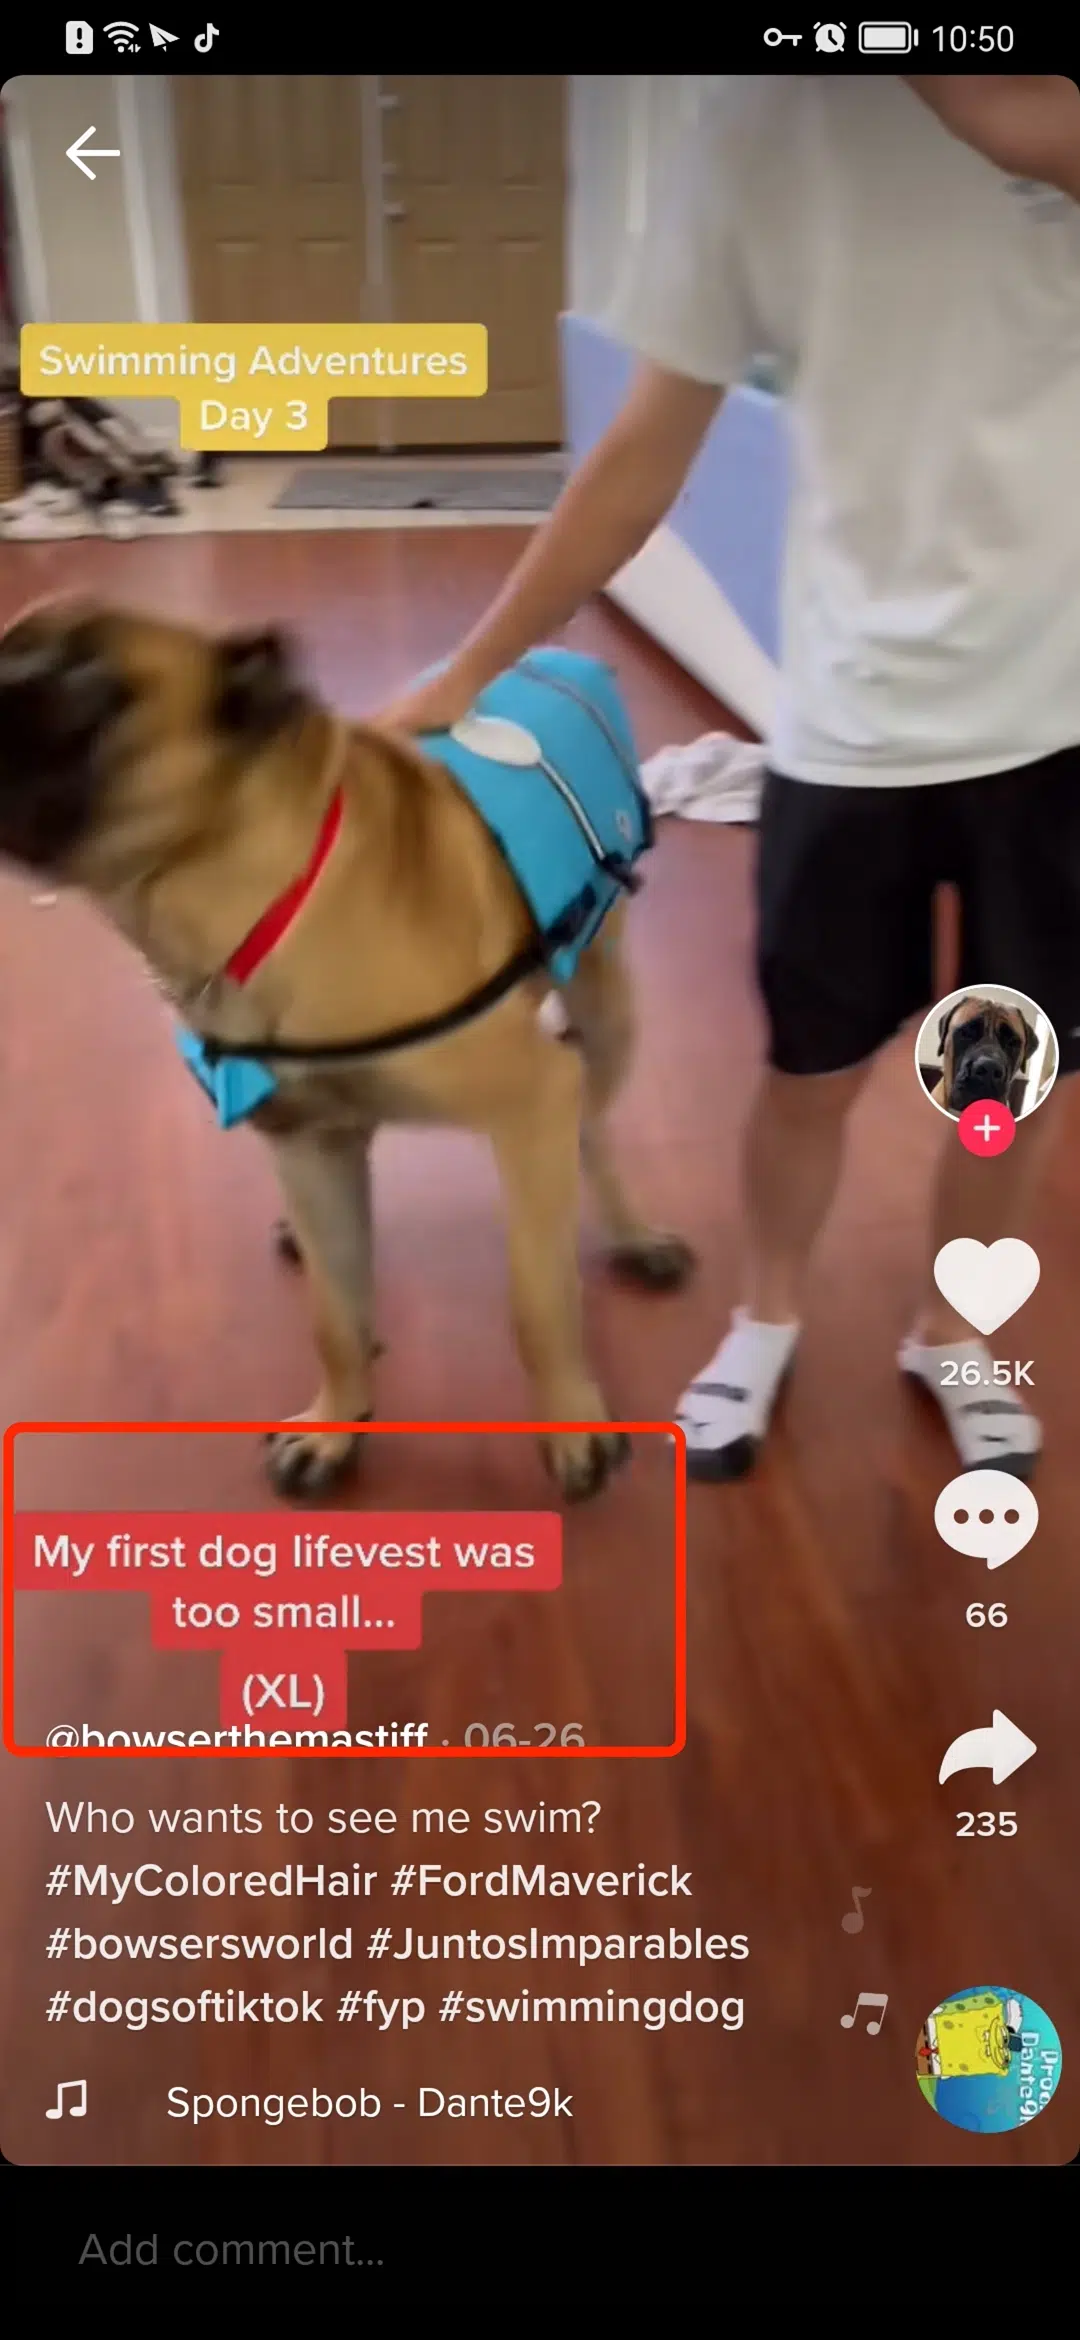 10:50
Swimming Adventures
Day 3
26.5K
My first dog lifevest was
too small...
(XL)
66
@bowserthemastiff · 06-26
235
Who wants to see me swim?
#MyColoredHair #FordMaverick
#bowsersworld #JuntosImparables
#dogsoftiktok #fyp #swimmingdog
Spongebob - Dante9k
Add comment...